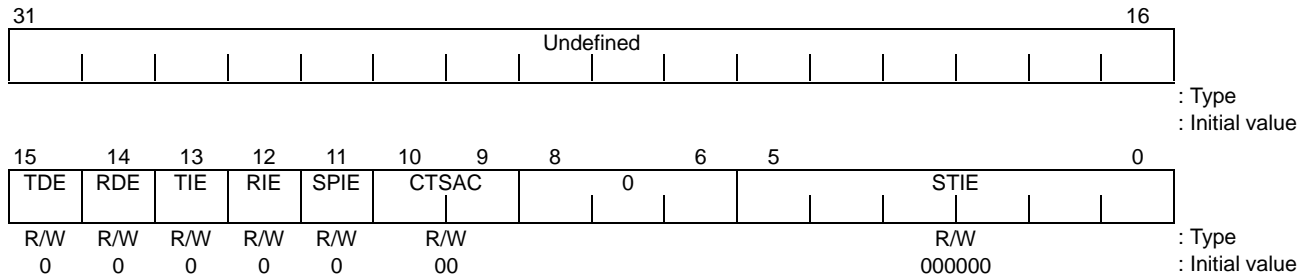 31 16
Undefined
: Type
: Initial value
15 14 13 12 11 10 9 8 6 5 0
TDE RDE TIE RIE SPIE CTSAC 0 STIE
R/W R/W R/W R/W R/W R/W R/W : Type
0 0 0 0 0 00 000000 : Initial value